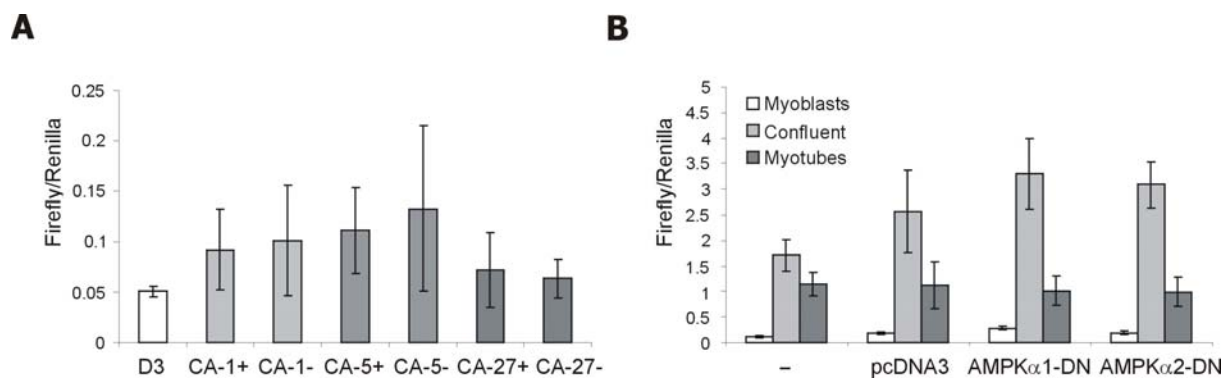 A
B
Firefly/Renilla
0.25
0.2
0.15
0.1
0.05
0
D3 CA-1+ CA-1- CA-5+ CA-5- CA-27+ CA-27-
Firefly/Renilla
5
4.5
4
3.5
3
2.5
2
1.5
1
0.5
0
Myoblasts
Confluent
Myotubes
– pcDNA3 AMPKα1-DN AMPKα2-DN